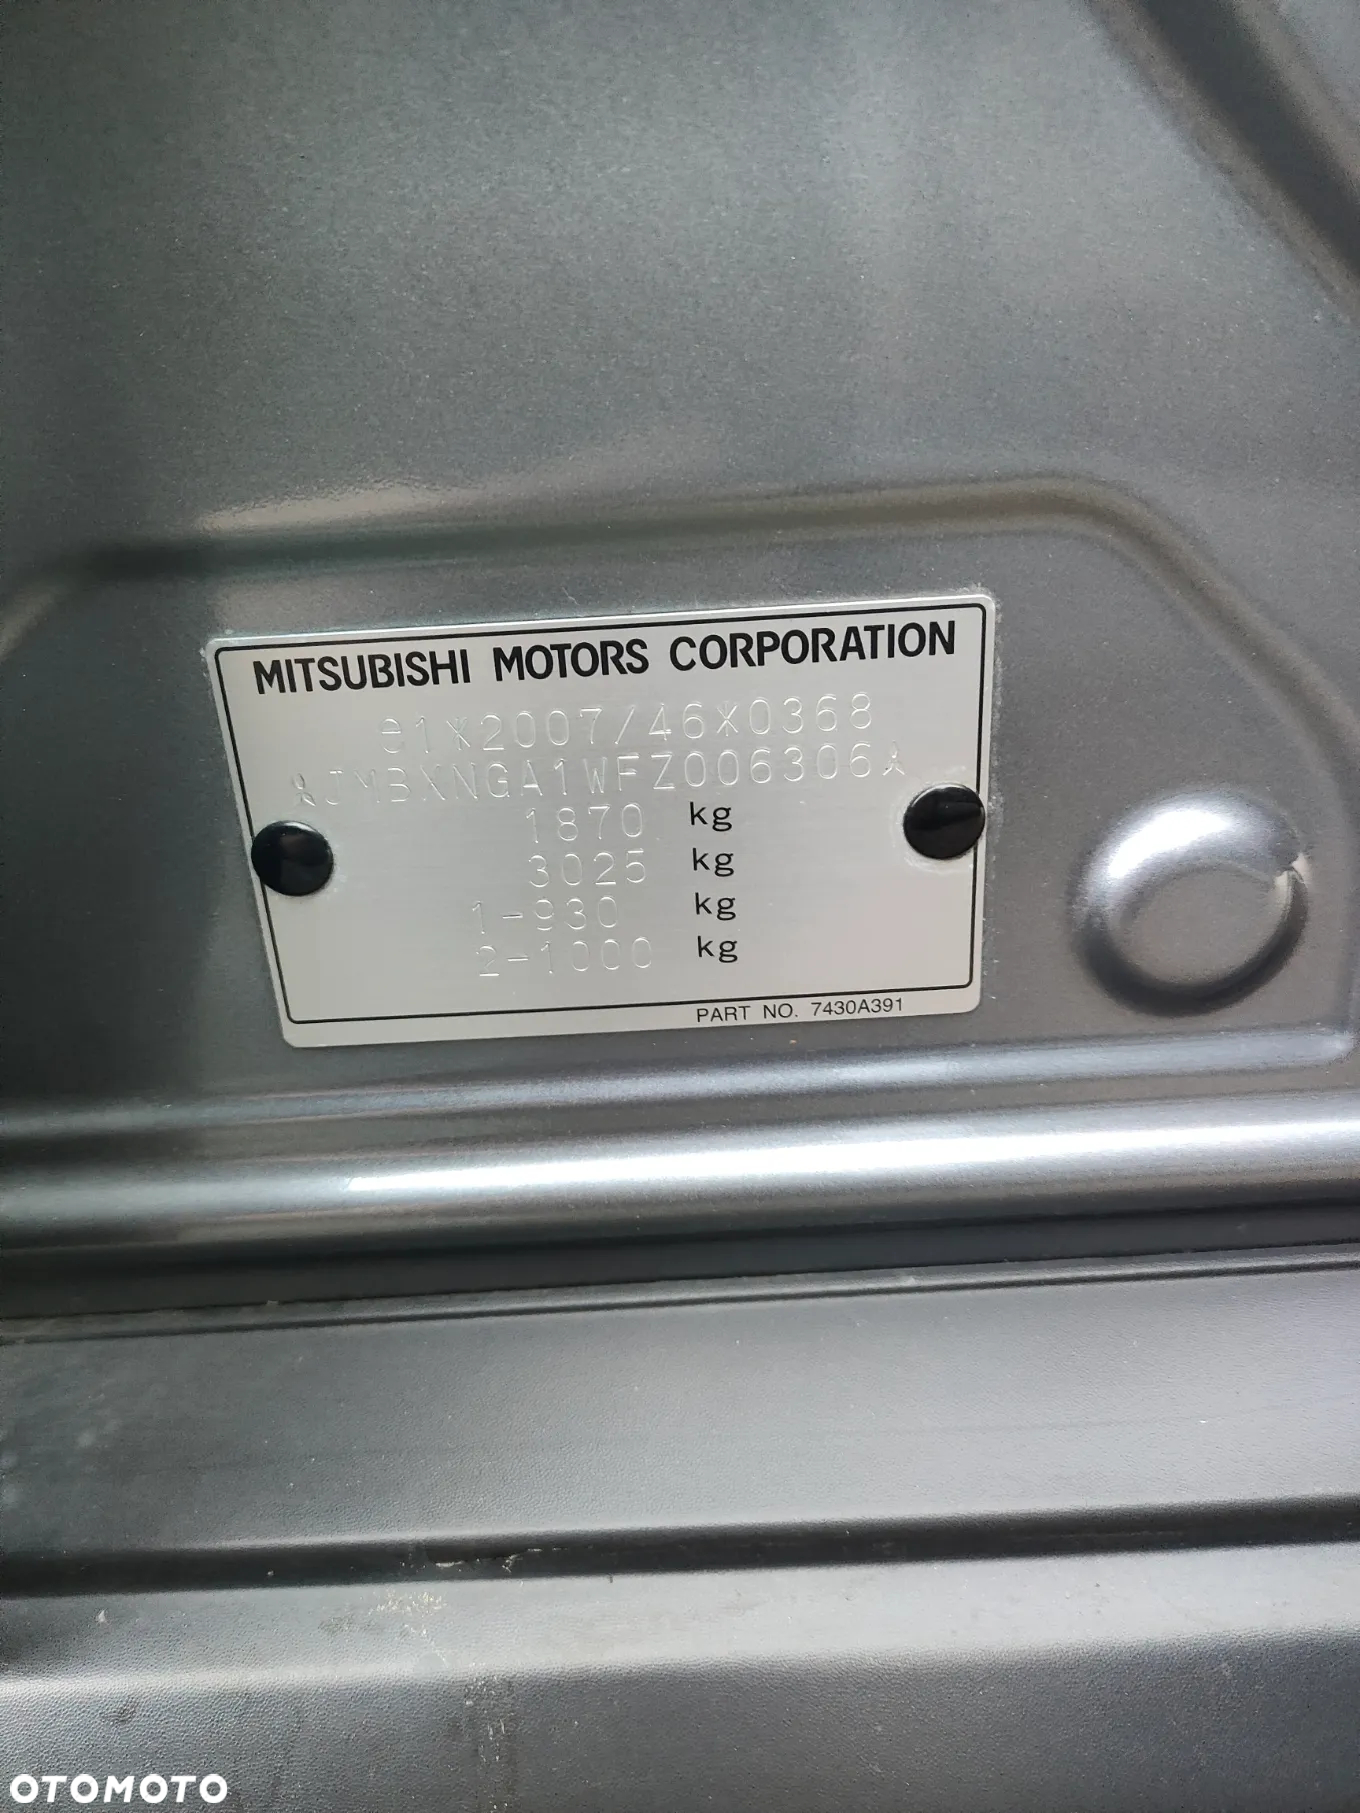 MITSUBISHI MOTORS CORPORATION
e1*2007/46*0368
JMBXNGA1WFZ006306
1870 kg
3025 kg
1-930 kg
2-1000 kg
PART NO. 7430A391
OTOMOTO